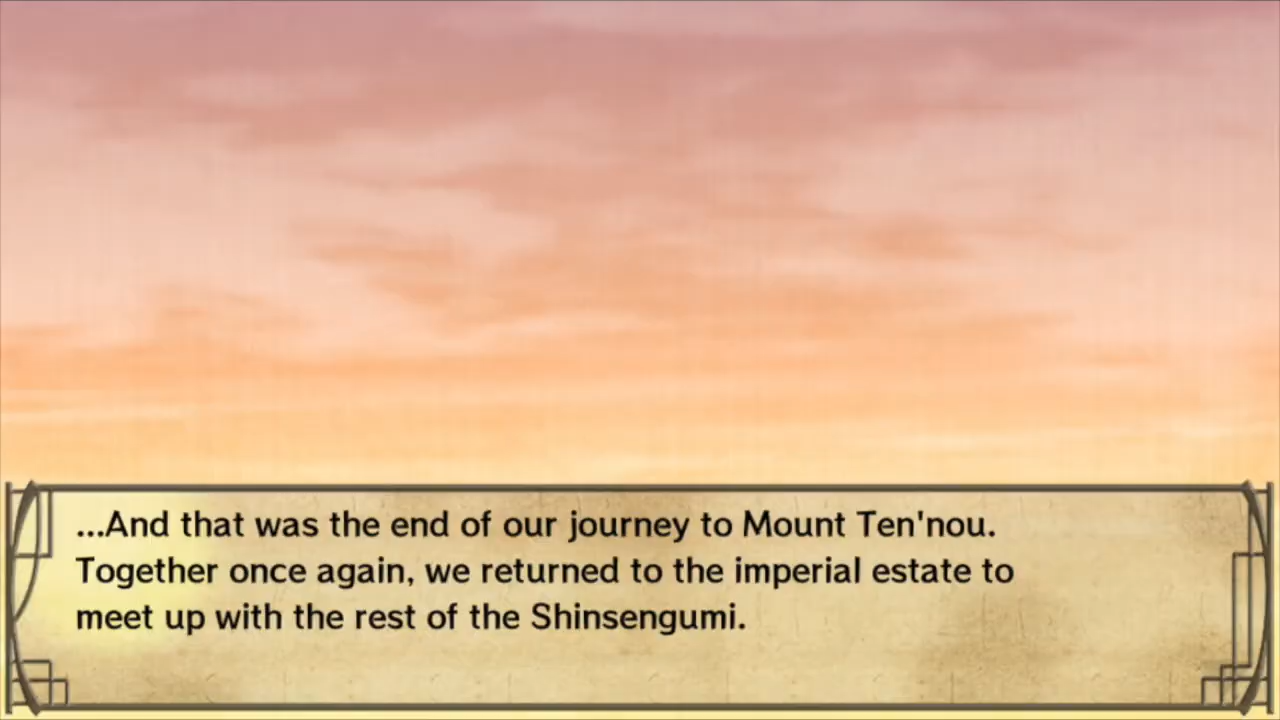 ...And that was the end of our journey to Mount Ten'nou.
Together once again, we returned to the imperial estate to
meet up with the rest of the Shinsengumi.